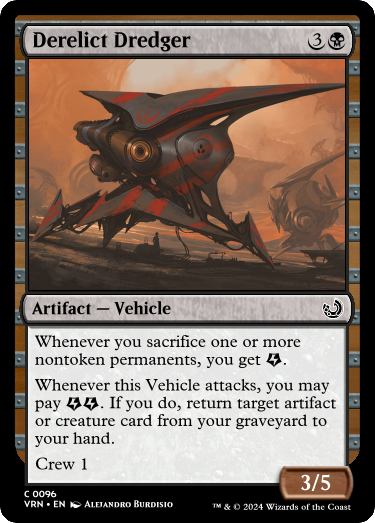 Derelict Dredger 3
Artifact — Vehicle
Whenever you sacrifice one or more
nontoken permanents, you get .
Whenever this Vehicle attacks, you may
pay . If you do, return target artifact
or creature card from your graveyard to
your hand.
Crew 1
3/5
C 0096
VRN • EN Alejandro Burdisio
™ & © 2024 Wizards of the Coast